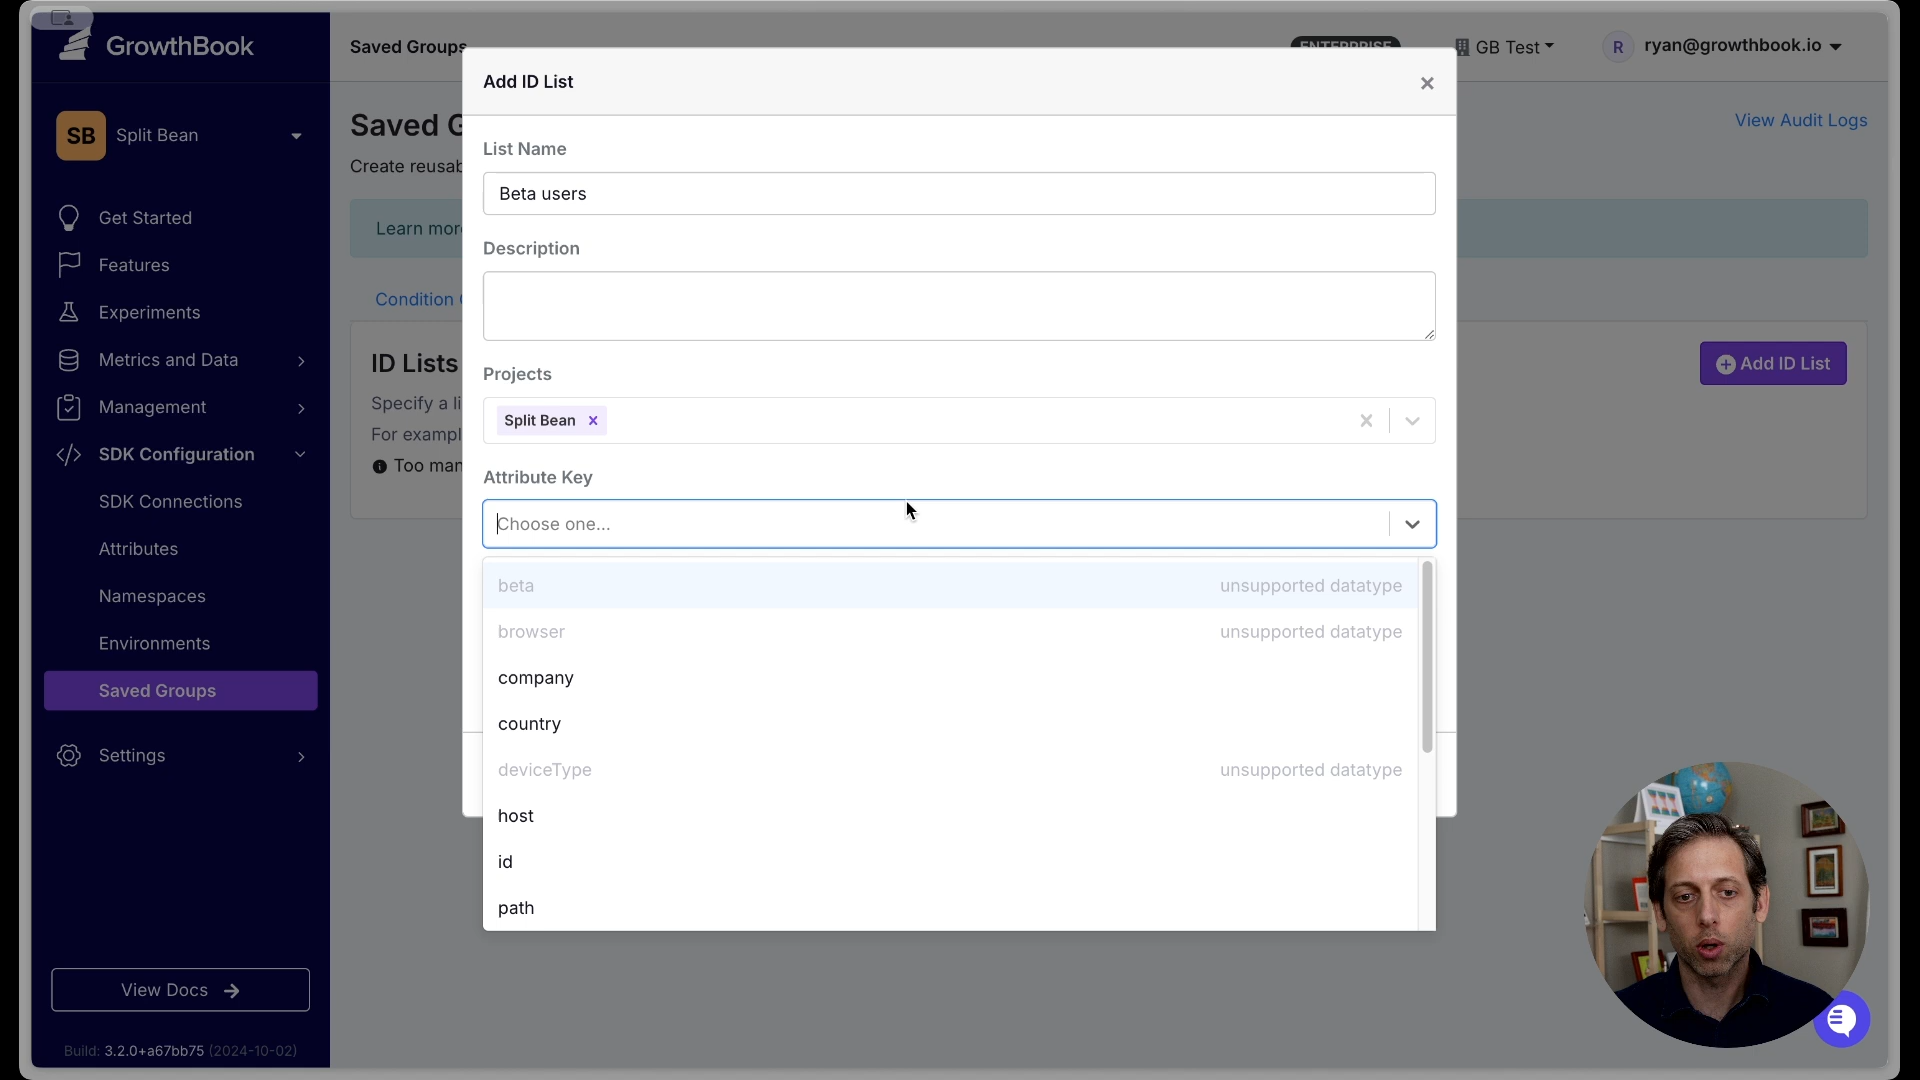 GrowthBook
Saved Groups
ENTERPRISE
GB Test
R
ryan@growthbook.io
SB
Split Bean
Get Started
Features
Experiments
Metrics and Data
Management
SDK Configuration
SDK Connections
Attributes
Namespaces
Environments
Saved Groups
Settings
View Docs
Build: 3.2.0+a67bb75 (2024-10-02)
Saved G
View Audit Logs
Create reusab
Learn mor
Condition
ID Lists
Add ID List
Specify a li
For exampl
Too man
Add ID List
List Name
Beta users
Description
Projects
Split Bean
Attribute Key
Choose one...
beta unsupported datatype
browser unsupported datatype
company
country
deviceType unsupported datatype
host
id
path